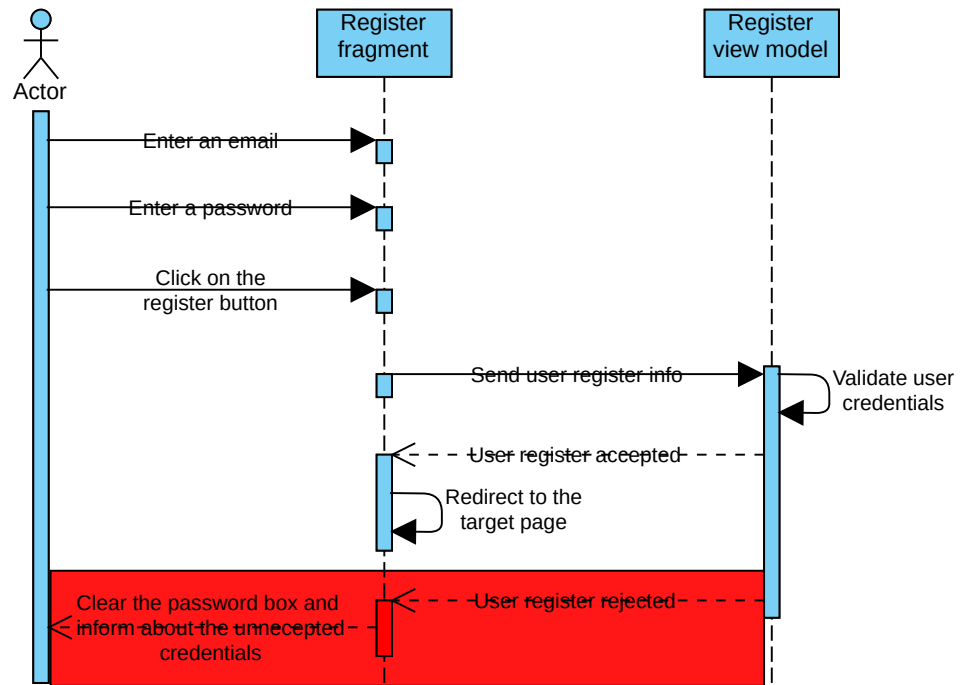 Register
fragment
Register
view model
Actor
Enter an email
Enter a password
Click on the
register button
Send user register info
Validate user
credentials
User register accepted
Redirect to the
target page
User register rejected
Clear the password box and
inform about the unnecepted
credentials